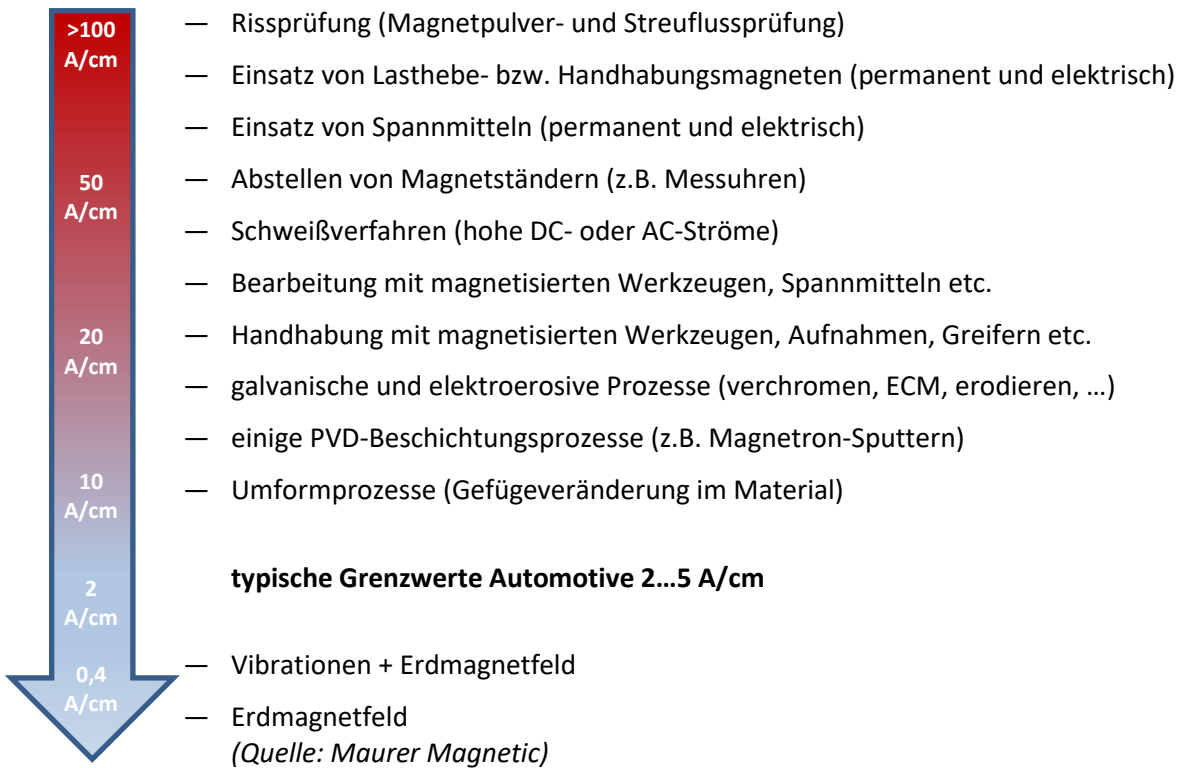 >100
A/cm
— Rissprüfung (Magnetpulver- und Streuflussprüfung)
— Einsatz von Lasthebe- bzw. Handhabungsmagneten (permanent und elektrisch)
— Einsatz von Spannmitteln (permanent und elektrisch)
50
A/cm
— Abstellen von Magnetständern (z.B. Messuhren)
— Schweißverfahren (hohe DC- oder AC-Ströme)
— Bearbeitung mit magnetisierten Werkzeugen, Spannmitteln etc.
20
A/cm
— Handhabung mit magnetisierten Werkzeugen, Aufnahmen, Greifern etc.
— galvanische und elektroerosive Prozesse (verchromen, ECM, erodieren, …)
— einige PVD-Beschichtungsprozesse (z.B. Magnetron-Sputtern)
10
A/cm
— Umformprozesse (Gefügeveränderung im Material)
typische Grenzwerte Automotive 2…5 A/cm
2
A/cm
— Vibrationen + Erdmagnetfeld
0,4
A/cm
— Erdmagnetfeld
(Quelle: Maurer Magnetic)